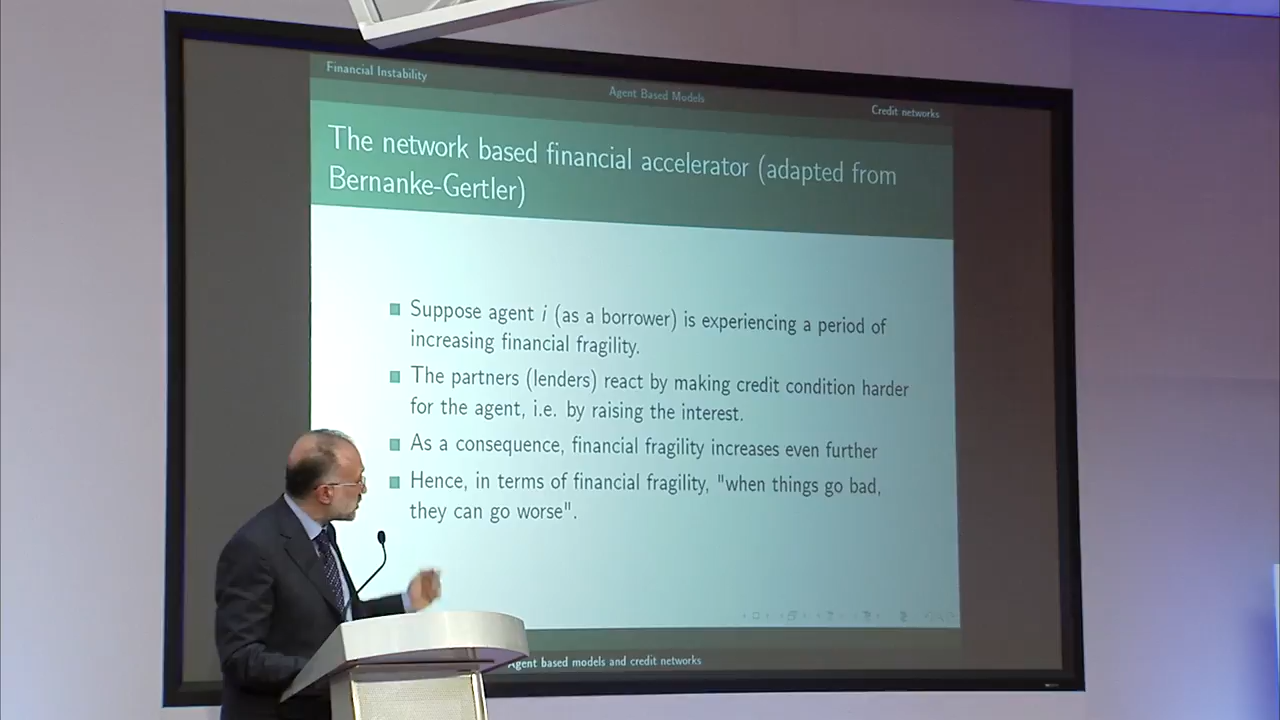 Financial Instability
Agent Based Models
Credit networks
The network based financial accelerator (adapted from
Bernanke-Gertler)
Suppose agent i (as a borrower) is experiencing a period of
increasing financial fragility.
The partners (lenders) react by making credit condition harder
for the agent, i.e. by raising the interest.
As a consequence, financial fragility increases even further
Hence, in terms of financial fragility, "when things go bad,
they can go worse".
Agent based models and credit networks